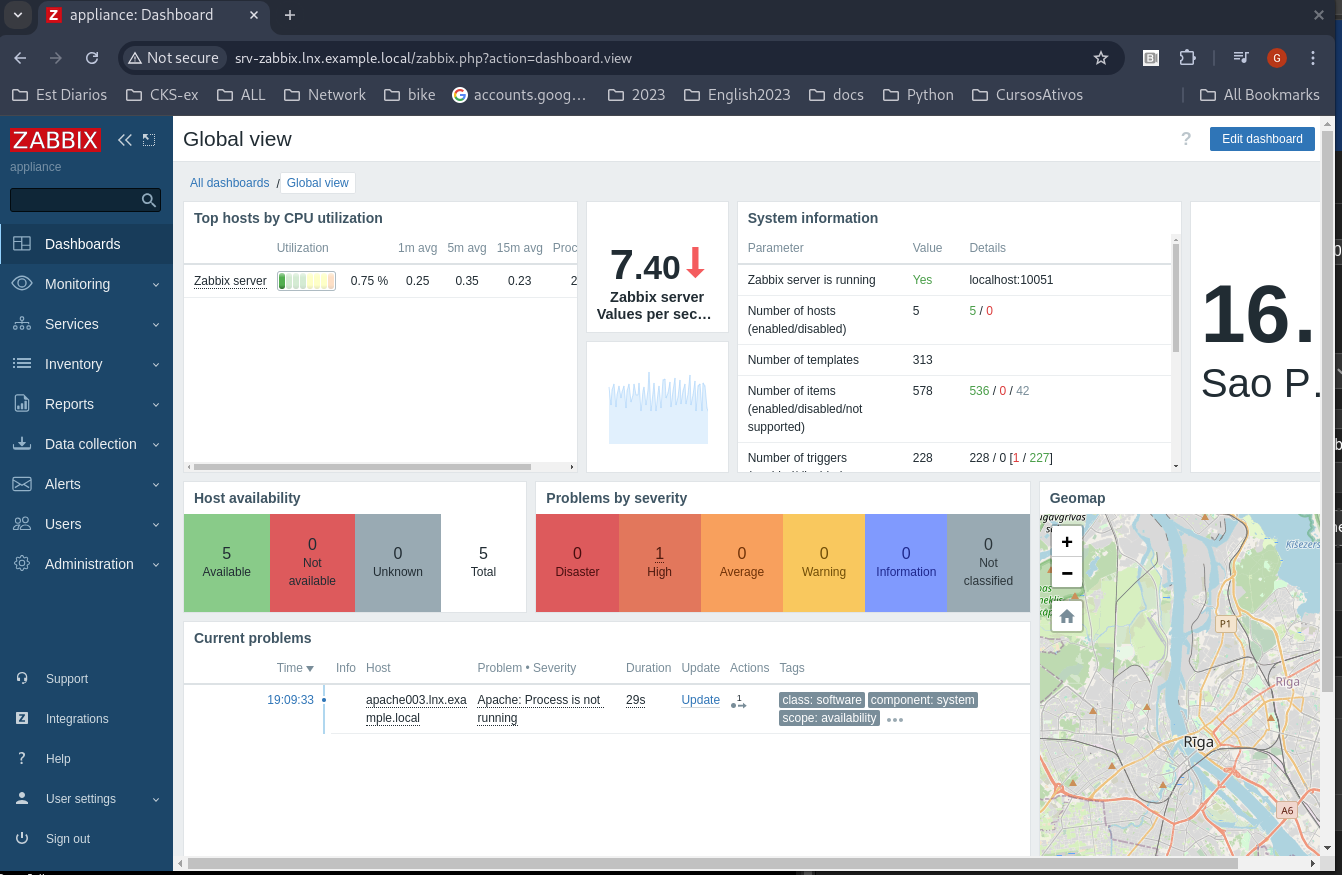 appliance: Dashboard
Not secure
srv-zabbix.lnx.example.local/zabbix.php?action=dashboard.view
G
Est Diarios
CKS-ex
ALL
Network
bike
accounts.goog...
2023
English2023
docs
Python
CursosAtivos
All Bookmarks
ZABBIX
appliance
Dashboards
Monitoring
Services
Inventory
Reports
Data collection
Alerts
Users
Administration
Support
Integrations
Help
User settings
Sign out
Global view
?
Edit dashboard
All dashboards / Global view
Top hosts by CPU utilization
Utilization 1m avg 5m avg 15m avg Proc
Zabbix server 0.75 % 0.25 0.35 0.23 2
7.40
Zabbix server
Values per sec...
System information
Parameter Value Details
Zabbix server is running Yes localhost:10051
Number of hosts
(enabled/disabled) 5 5 / 0
Number of templates 313
Number of items
(enabled/disabled/not
supported) 578 536 / 0 / 42
Number of triggers 228 228 / 0 [1 / 227]
16.
Sao P...
Host availability
5
Available
0
Not
available
0
Unknown
5
Total
Problems by severity
0
Disaster
1
High
0
Average
0
Warning
0
Information
0
Not
classified
Geomap
+
−
P1
Rīga
Rīga
A6
Current problems
Time Info Host Problem • Severity Duration Update Actions Tags
19:09:33 apache003.lnx.exa
mple.local Apache: Process is not
running 29s Update 1 class: software component: system
scope: availability